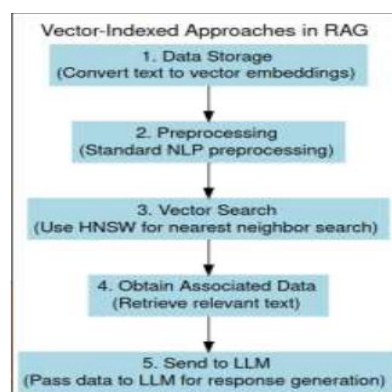 Vector-Indexed Approaches in RAG
1. Data Storage
(Convert text to vector embeddings)
2. Preprocessing
(Standard NLP preprocessing)
3. Vector Search
(Use HNSW for nearest neighbor search)
4. Obtain Associated Data
(Retrieve relevant text)
5. Send to LLM
(Pass data to LLM for response generation)